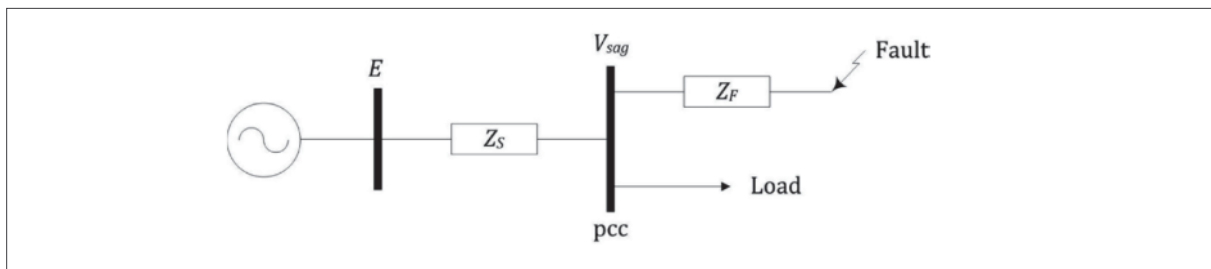 E
Z_S
V_sag
pcc
Z_F
Fault
Load